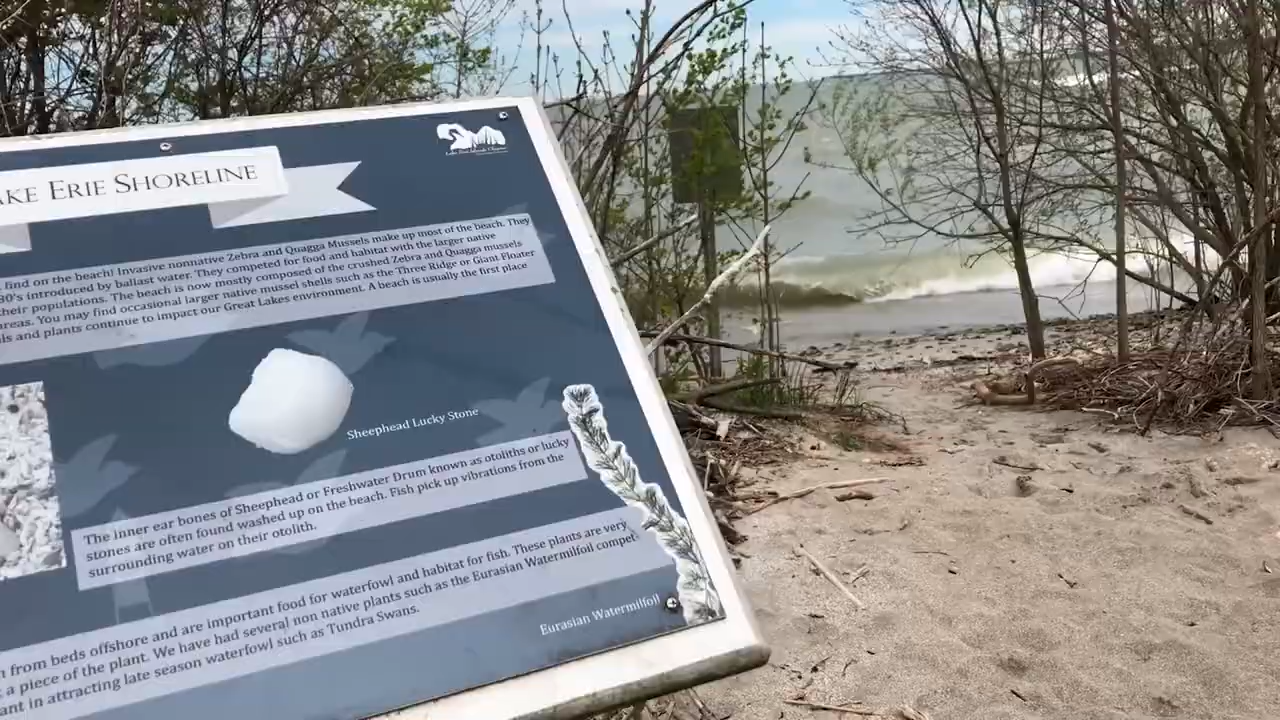 AKE ERIE SHORELINE
find on the beach! Invasive nonnative Zebra and Quagga Mussels make up most of the beach. They
80's introduced by ballast water. They competed for food and habitat with the larger native
their populations. The beach is now mostly composed of the crushed Zebra and Quagga mussels
areas. You may find occasional larger native mussel shells such as the Three Ridge or Giant Floater
ls and plants continue to impact our Great Lakes environment. A beach is usually the first place
Sheephead Lucky Stone
The inner ear bones of Sheephead or Freshwater Drum known as otoliths or lucky
stones are often found washed up on the beach. Fish pick up vibrations from the
surrounding water on their otolith.
from beds offshore and are important food for waterfowl and habitat for fish. These plants are very
a piece of the plant. We have had several non native plants such as the Eurasian Watermilfoil compet
ant in attracting late season waterfowl such as Tundra Swans.
Eurasian Watermilfoil